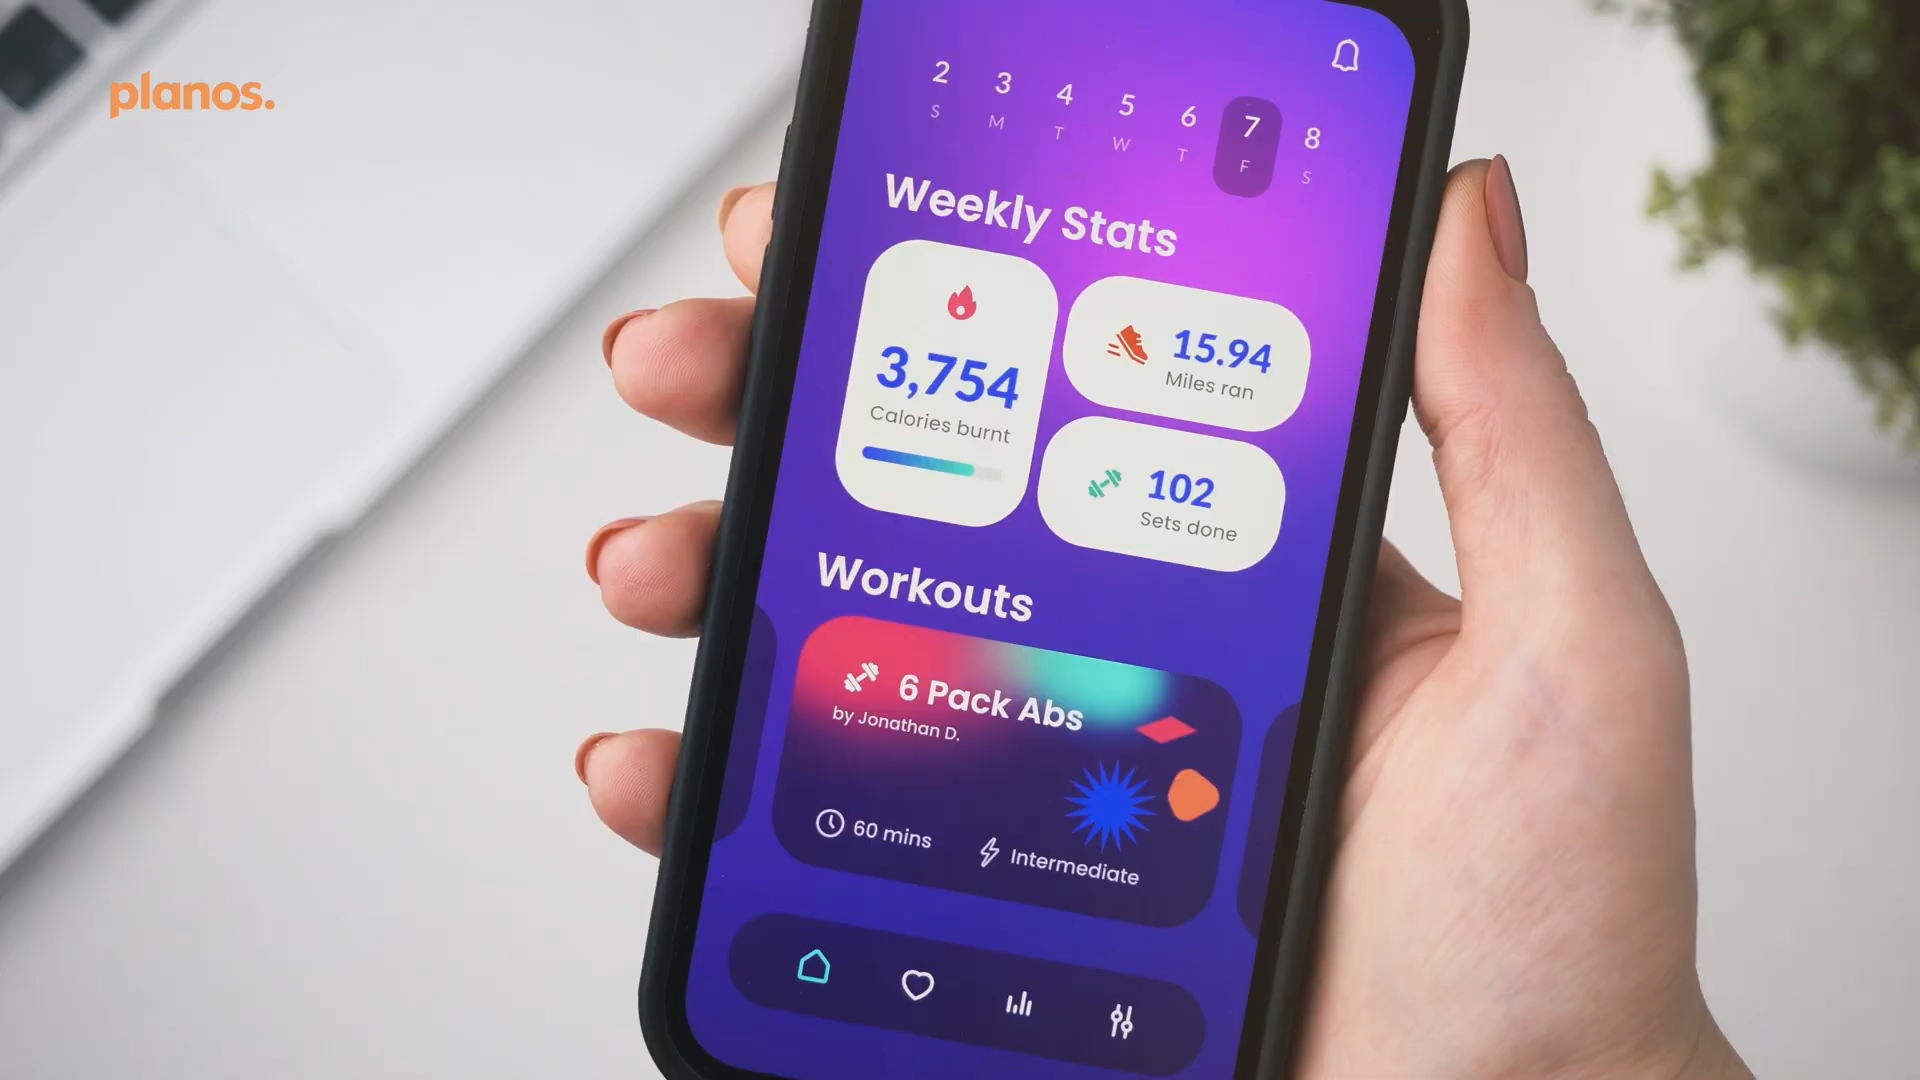 planos.
2 3 4 5 6 7 8
S M T W T F S
Weekly Stats
3,754
Calories burnt
15.94
Miles ran
102
Sets done
Workouts
6 Pack Abs
by Jonathan D.
60 mins
Intermediate